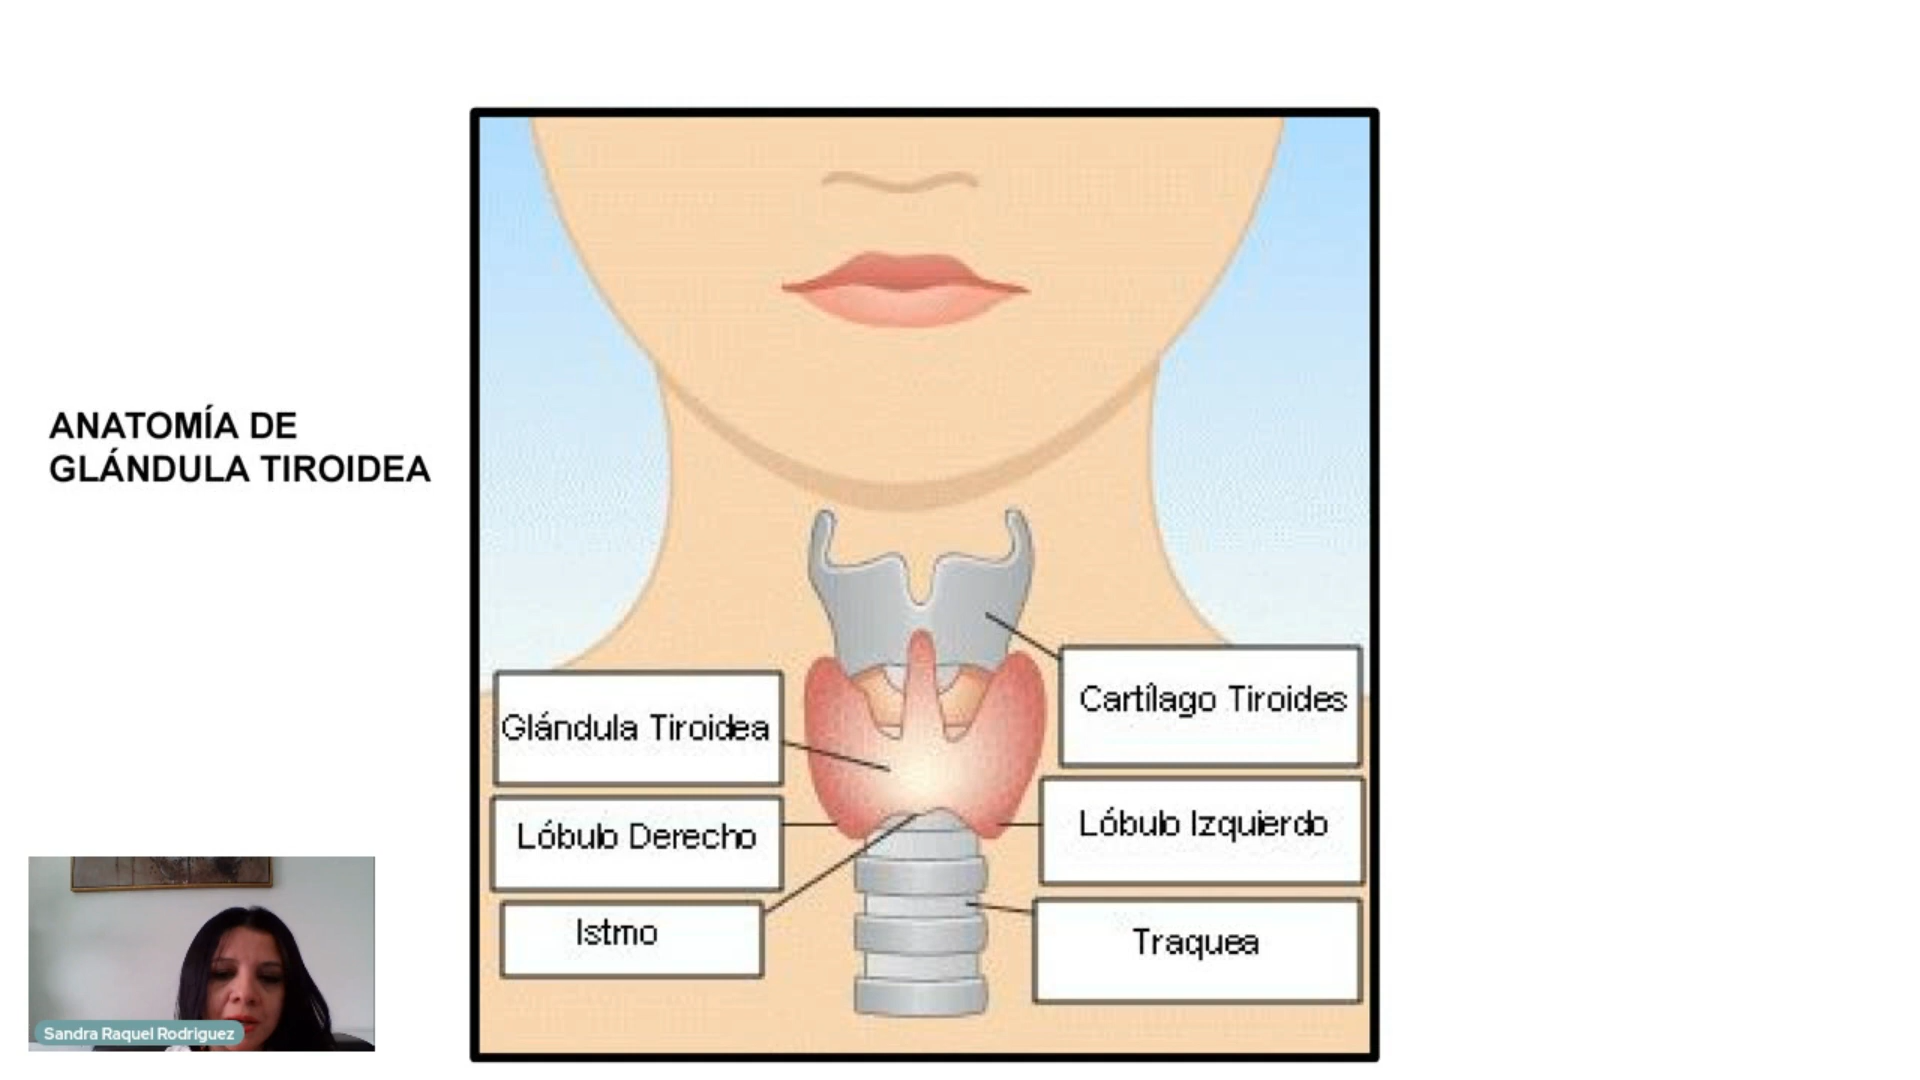 ANATOMÍA DE
GLÁNDULA TIROIDEA
Glándula Tiroidea
Lóbulo Derecho
Istmo
Cartílago Tiroides
Lóbulo Izquierdo
Traquea
Sandra Raquel Rodriguez